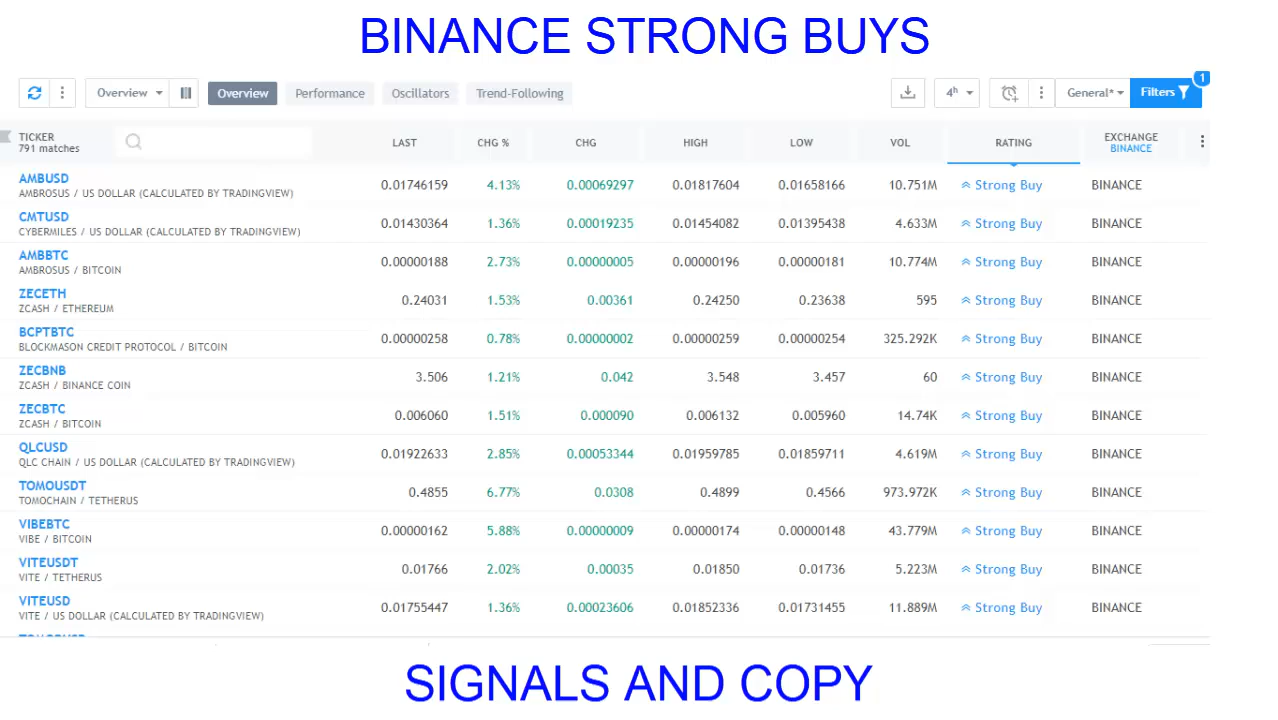 BINANCE STRONG BUYS
Overview Overview Performance Oscillators Trend-Following 4h General* Filters 1
TICKER LAST CHG % CHG HIGH LOW VOL RATING EXCHANGE
791 matches BINANCE
AMBUSD 0.01746159 4.13% 0.00069297 0.01817604 0.01658166 10.751M Strong Buy BINANCE
AMBROSUS / US DOLLAR (CALCULATED BY TRADINGVIEW)
CMTUSD 0.01430364 1.36% 0.00019235 0.01454082 0.01395438 4.633M Strong Buy BINANCE
CYBERMILES / US DOLLAR (CALCULATED BY TRADINGVIEW)
AMBBTC 0.00000188 2.73% 0.00000005 0.00000196 0.00000181 10.774M Strong Buy BINANCE
AMBROSUS / BITCOIN
ZECETH 0.24031 1.53% 0.00361 0.24250 0.23638 595 Strong Buy BINANCE
ZCASH / ETHEREUM
BCPTBTC 0.00000258 0.78% 0.00000002 0.00000259 0.00000254 325.292K Strong Buy BINANCE
BLOCKMASON CREDIT PROTOCOL / BITCOIN
ZECBNB 3.506 1.21% 0.042 3.548 3.457 60 Strong Buy BINANCE
ZCASH / BINANCE COIN
ZECBTC 0.006060 1.51% 0.000090 0.006132 0.005960 14.74K Strong Buy BINANCE
ZCASH / BITCOIN
QLCUSD 0.01922633 2.85% 0.00053344 0.01959785 0.01859711 4.619M Strong Buy BINANCE
QLC CHAIN / US DOLLAR (CALCULATED BY TRADINGVIEW)
TOMOUSDT 0.4855 6.77% 0.0308 0.4899 0.4566 973.972K Strong Buy BINANCE
TOMOCHAIN / TETHERUS
VIBEBTC 0.00000162 5.88% 0.00000009 0.00000174 0.00000148 43.779M Strong Buy BINANCE
VIBE / BITCOIN
VITEUSDT 0.01766 2.02% 0.00035 0.01850 0.01736 5.223M Strong Buy BINANCE
VITE / TETHERUS
VITEUSD 0.01755447 1.36% 0.00023606 0.01852336 0.01731455 11.889M Strong Buy BINANCE
VITE / US DOLLAR (CALCULATED BY TRADINGVIEW)
SIGNALS AND COPY